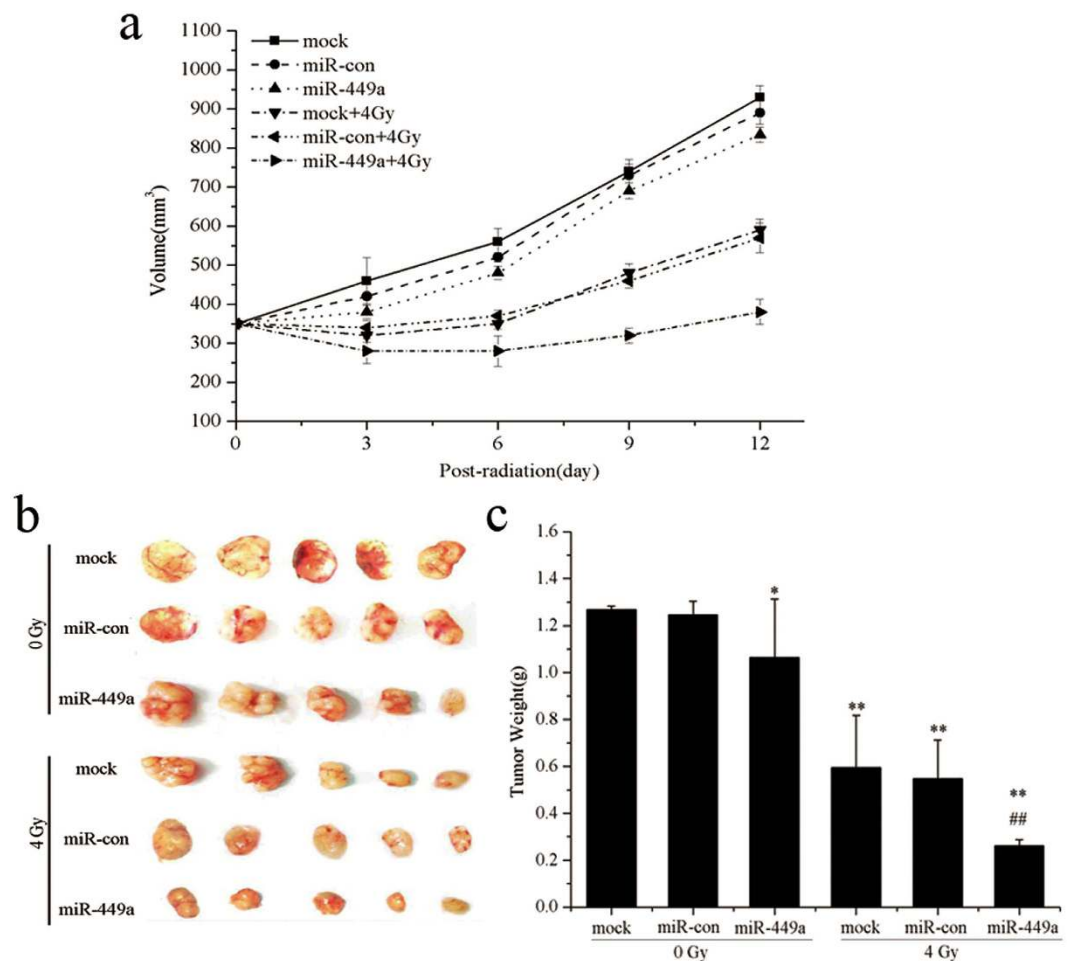 a
mock
miR-con
miR-449a
mock+4Gy
miR-con+4Gy
miR-449a+4Gy
Volume(mm³)
1100
1000
900
800
700
600
500
400
300
200
100
0
3
6
9
12
Post-radiation(day)
b
0 Gy
mock
miR-con
miR-449a
4 Gy
mock
miR-con
miR-449a
c
Tumor Weight(g)
1.6
1.4
1.2
1.0
0.8
0.6
0.4
0.2
0.0
*
**
**
**
##
mock
miR-con
miR-449a
mock
miR-con
miR-449a
0 Gy
4 Gy